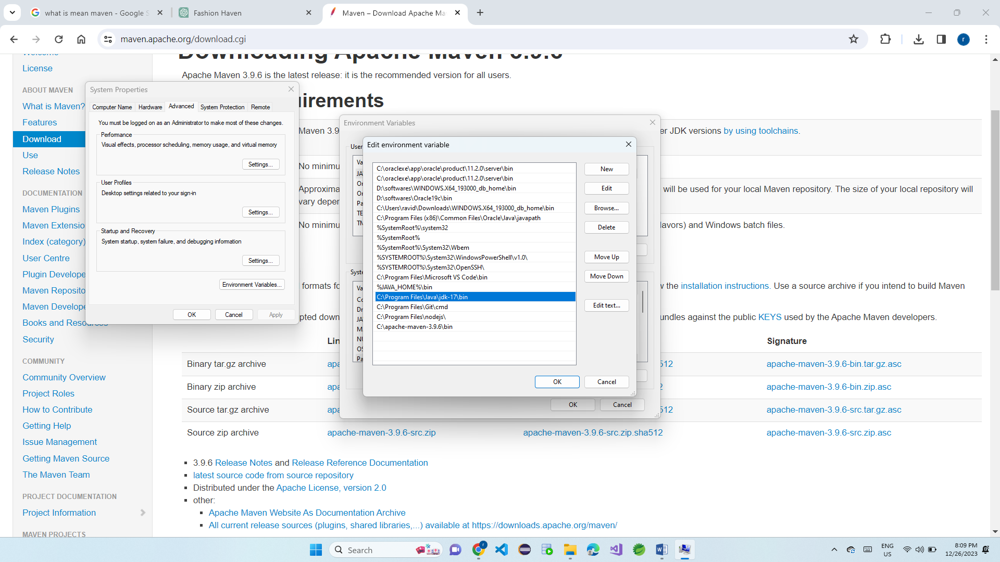 what is mean maven - Google S
Fashion Haven
Maven – Download Apache Ma
maven.apache.org/download.cgi
r
Welcome
License
ABOUT MAVEN
What is Maven?
Features
Download
Use
Release Notes
DOCUMENTATION
Maven Plugins
Maven Extensio
Index (category)
User Centre
Plugin Develope
Maven Reposito
Maven Develope
Books and Resources
Security
COMMUNITY
Community Overview
Project Roles
How to Contribute
Getting Help
Issue Management
Getting Maven Source
The Maven Team
PROJECT DOCUMENTATION
Project Information
MAVEN PROJECTS
Downloading Apache Maven 3.9.6
Apache Maven 3.9.6 is the latest release: it is the recommended version for all users.
uirements
Maven 3.9
er JDK versions by using toolchains.
No minimu
Approxima
will be used for your local Maven repository. The size of your local repository will
vary depe
No minimu
lavors) and Windows batch files.
formats fo
w the installation instructions. Use a source archive if you intend to build Maven
pted down
undles against the public KEYS used by the Apache Maven developers.
Lin
Signature
Binary tar.gz archive
apa
512
apache-maven-3.9.6-bin.tar.gz.asc
Binary zip archive
apa
2
apache-maven-3.9.6-bin.zip.asc
Source tar.gz archive
apa
512
apache-maven-3.9.6-src.tar.gz.asc
Source zip archive
apache-maven-3.9.6-src.zip
apache-maven-3.9.6-src.zip.sha512
apache-maven-3.9.6-src.zip.asc
3.9.6 Release Notes and Release Reference Documentation
latest source code from source repository
Distributed under the Apache License, version 2.0
other:
Apache Maven Website As Documentation Archive
All current release sources (plugins, shared libraries,...) available at https://downloads.apache.org/maven/
System Properties
Computer Name
Hardware
Advanced
System Protection
Remote
You must be logged on as an Administrator to make most of these changes.
Performance
Visual effects, processor scheduling, memory usage, and virtual memory
Settings...
User Profiles
Desktop settings related to your sign-in
Settings...
Startup and Recovery
System startup, system failure, and debugging information
Settings...
Environment Variables...
OK
Cancel
Apply
Environment Variables
User
Va
JA
Or
Or
Pa
TE
TN
Syste
Va
Co
Dr
JA
M
NU
OS
Pa
OK
Cancel
Edit environment variable
C:\oraclexe\app\oracle\product\11.2.0\server\bin
C:\oraclexe\app\oracle\product\11.2.0\server\bin
D:\softwares\WINDOWS.X64_193000_db_home\bin
D:\softwares\Oracle19c\bin
C:\Users\ravid\Downloads\WINDOWS.X64_193000_db_home\bin
C:\Program Files (x86)\Common Files\Oracle\Java\javapath
%SystemRoot%\system32
%SystemRoot%
%SystemRoot%\System32\Wbem
%SYSTEMROOT%\System32\WindowsPowerShell\v1.0\
%SYSTEMROOT%\System32\OpenSSH\
C:\Program Files\Microsoft VS Code\bin
%JAVA_HOME%\bin
C:\Program Files\Java\jdk-17\bin
C:\Program Files\Git\cmd
C:\Program Files\nodejs\
C:\apache-maven-3.9.6\bin
New
Edit
Browse...
Delete
Move Up
Move Down
Edit text...
OK
Cancel
Search
ENG
US
8:09 PM
12/26/2023